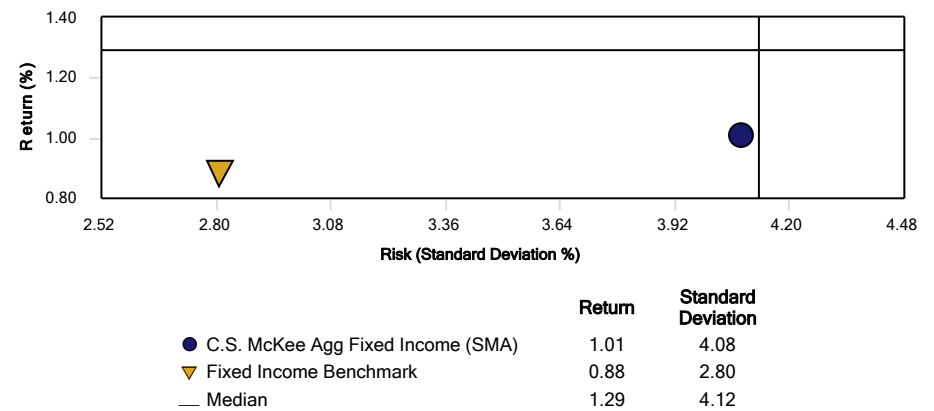 1.40
1.20
1.00
0.80
Return (%)
2.52 2.80 3.08 3.36 3.64 3.92 4.20 4.48
Risk (Standard Deviation %)
Return Standard Deviation
C.S. McKee Agg Fixed Income (SMA) 1.01 4.08
Fixed Income Benchmark 0.88 2.80
Median 1.29 4.12